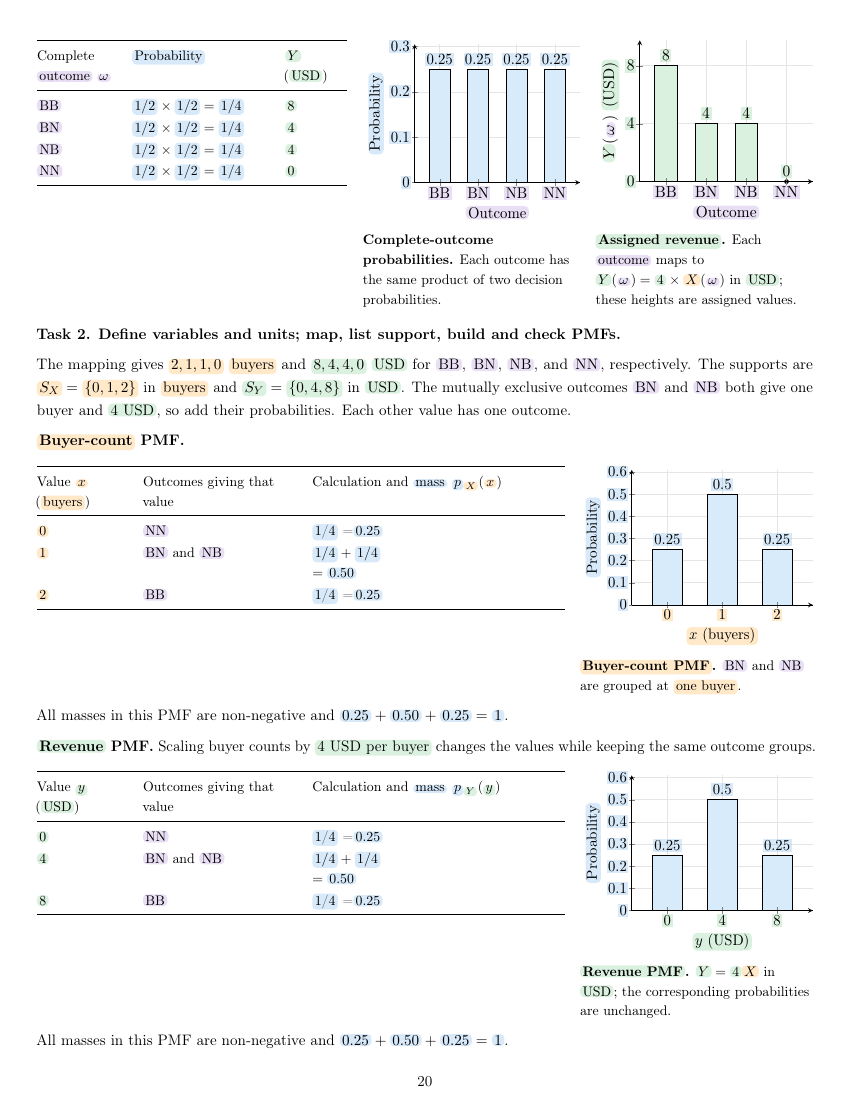 Complete outcome ω | Probability | Y (USD)
BB | 1/2 × 1/2 = 1/4 | 8
BN | 1/2 × 1/2 = 1/4 | 4
NB | 1/2 × 1/2 = 1/4 | 4
NN | 1/2 × 1/2 = 1/4 | 0
Probability
0.3
0.2
0.1
0
0.25 0.25 0.25 0.25
BB BN NB NN
Outcome
Complete-outcome
probabilities. Each outcome has
the same product of two decision
probabilities.
Y(ω) (USD)
8
4
0
8 4 4 0
BB BN NB NN
Outcome
Assigned revenue. Each
outcome maps to
Y(ω) = 4 × X(ω) in USD;
these heights are assigned values.
Task 2. Define variables and units; map, list support, build and check PMFs.
The mapping gives 2,1,1,0 buyers and 8,4,4,0 USD for BB, BN, NB, and NN, respectively. The supports are
S_X = {0,1,2} in buyers and S_Y = {0,4,8} in USD. The mutually exclusive outcomes BN and NB both give one
buyer and 4 USD, so add their probabilities. Each other value has one outcome.
Buyer-count PMF.
Value x (buyers) | Outcomes giving that value | Calculation and mass p_X(x)
0 | NN | 1/4 = 0.25
1 | BN and NB | 1/4 + 1/4
= 0.50
2 | BB | 1/4 = 0.25
Probability
0.6
0.5
0.4
0.3
0.2
0.1
0
0.25 0.5 0.25
0 1 2
x (buyers)
Buyer-count PMF. BN and NB
are grouped at one buyer.
All masses in this PMF are non-negative and 0.25 + 0.50 + 0.25 = 1.
Revenue PMF. Scaling buyer counts by 4 USD per buyer changes the values while keeping the same outcome groups.
Value y (USD) | Outcomes giving that value | Calculation and mass p_Y(y)
0 | NN | 1/4 = 0.25
4 | BN and NB | 1/4 + 1/4
= 0.50
8 | BB | 1/4 = 0.25
Probability
0.6
0.5
0.4
0.3
0.2
0.1
0
0.25 0.5 0.25
0 4 8
y (USD)
Revenue PMF. Y = 4X in
USD; the corresponding probabilities
are unchanged.
All masses in this PMF are non-negative and 0.25 + 0.50 + 0.25 = 1.
20